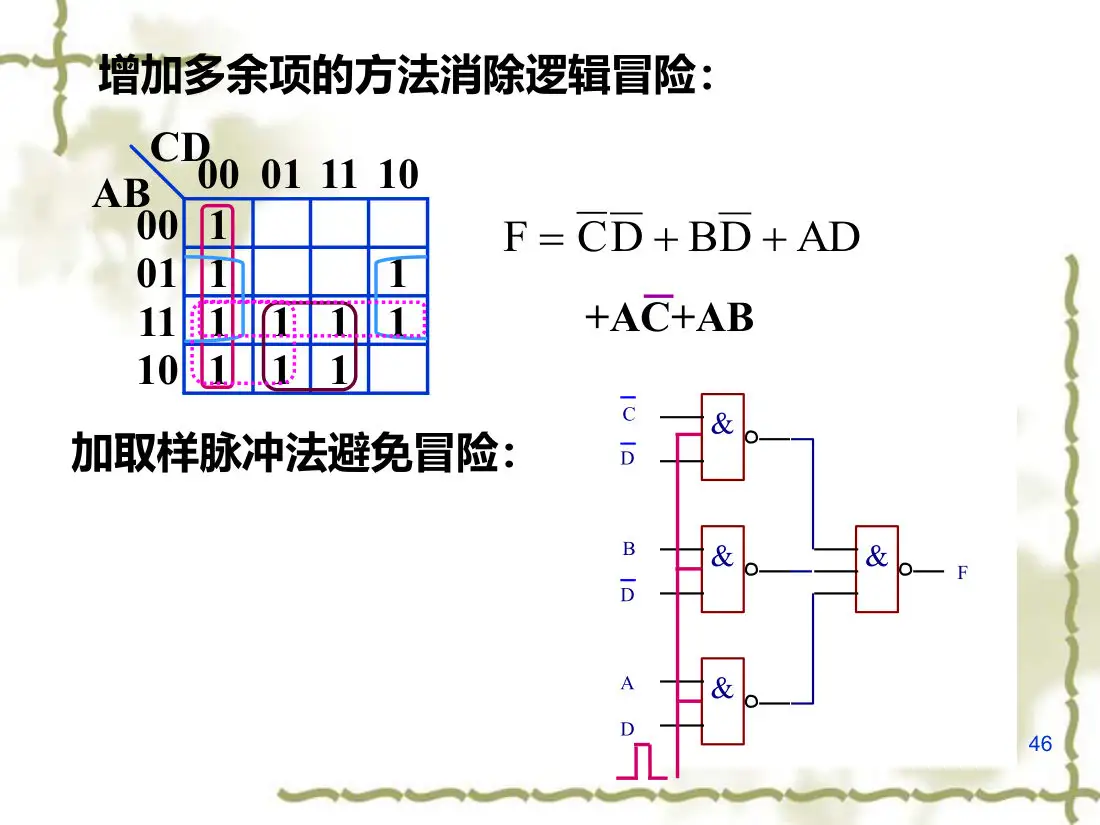 增加多余项的方法消除逻辑冒险：
CD
00 01 11 10
AB
00 1
01 1 1
11 1 1 1 1
10 1 1 1
F = C̅D̅ + BD̅ + AD
+AC̅+AB
加取样脉冲法避免冒险：
C̅
&
D̅
B
& &
F
D̅
A
&
D
46